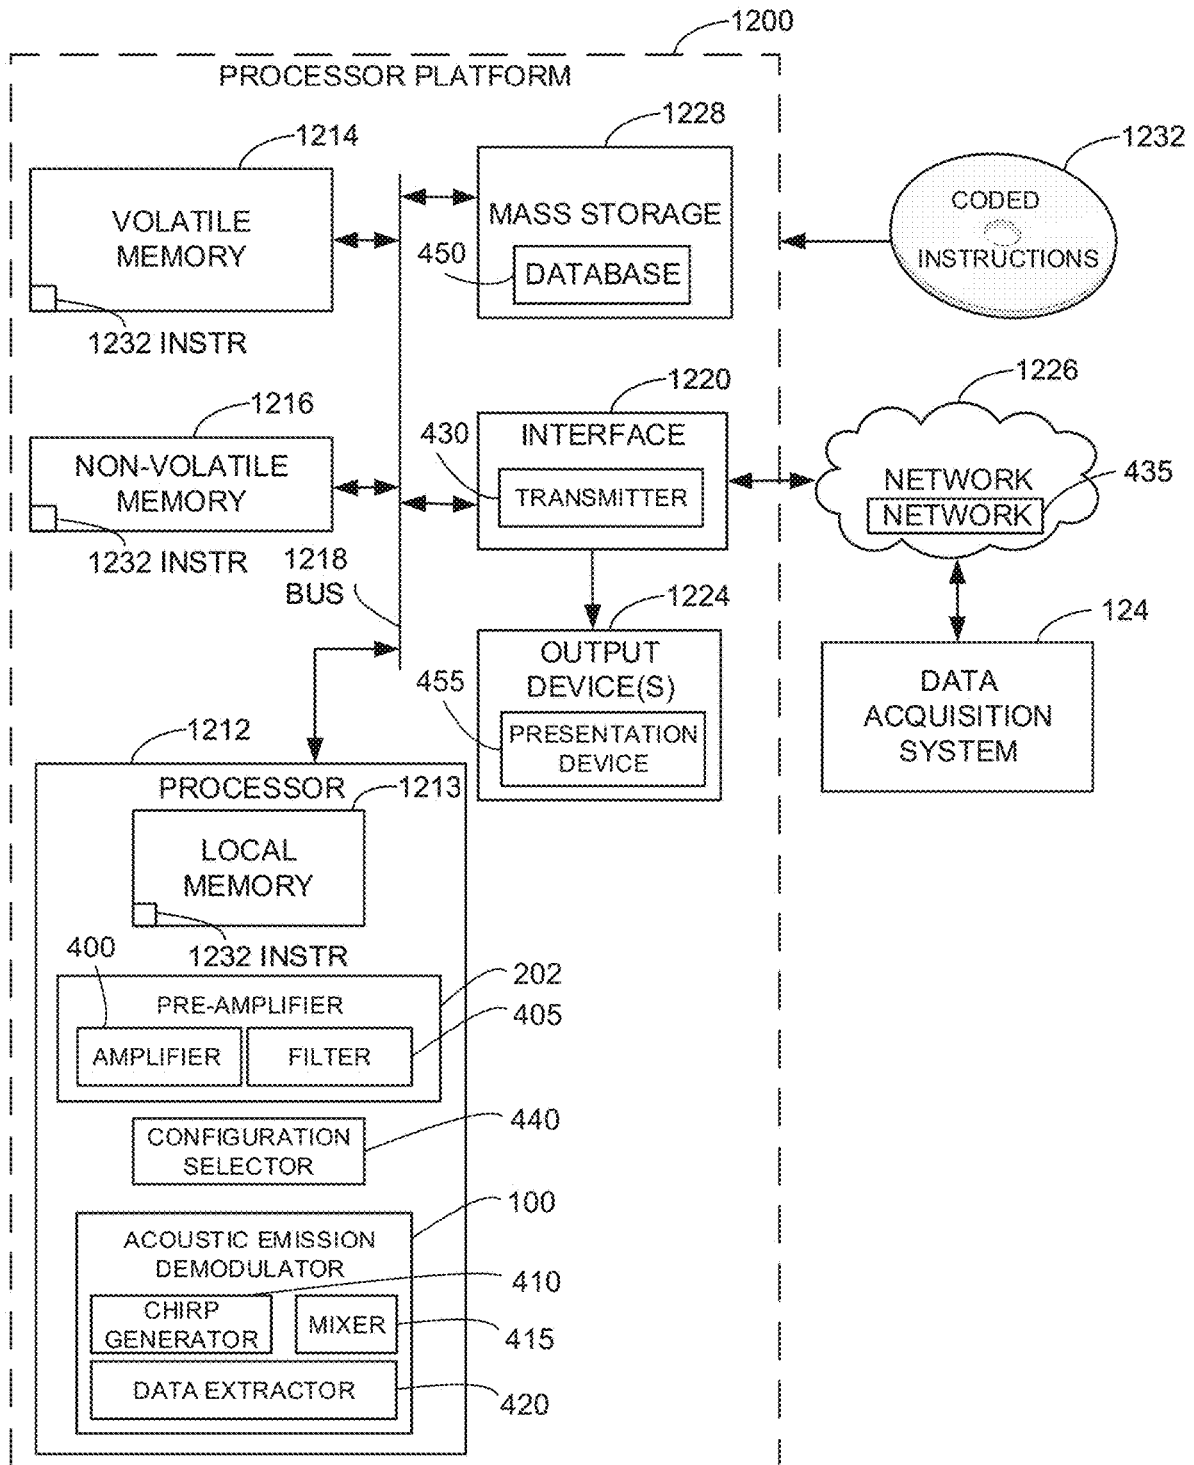 1200
PROCESSOR PLATFORM
1214
VOLATILE
MEMORY
1232 INSTR
1228
MASS STORAGE
450
DATABASE
1232
CODED
INSTRUCTIONS
1216
NON-VOLATILE
MEMORY
1232 INSTR
1218
BUS
1220
INTERFACE
430
TRANSMITTER
1226
NETWORK
435
NETWORK
1224
OUTPUT
DEVICE(S)
455
PRESENTATION
DEVICE
124
DATA
ACQUISITION
SYSTEM
1212
PROCESSOR
1213
LOCAL
MEMORY
1232 INSTR
400
202
PRE-AMPLIFIER
405
AMPLIFIER
FILTER
440
CONFIGURATION
SELECTOR
100
ACOUSTIC EMISSION
DEMODULATOR
410
CHIRP
GENERATOR
MIXER
415
DATA EXTRACTOR
420